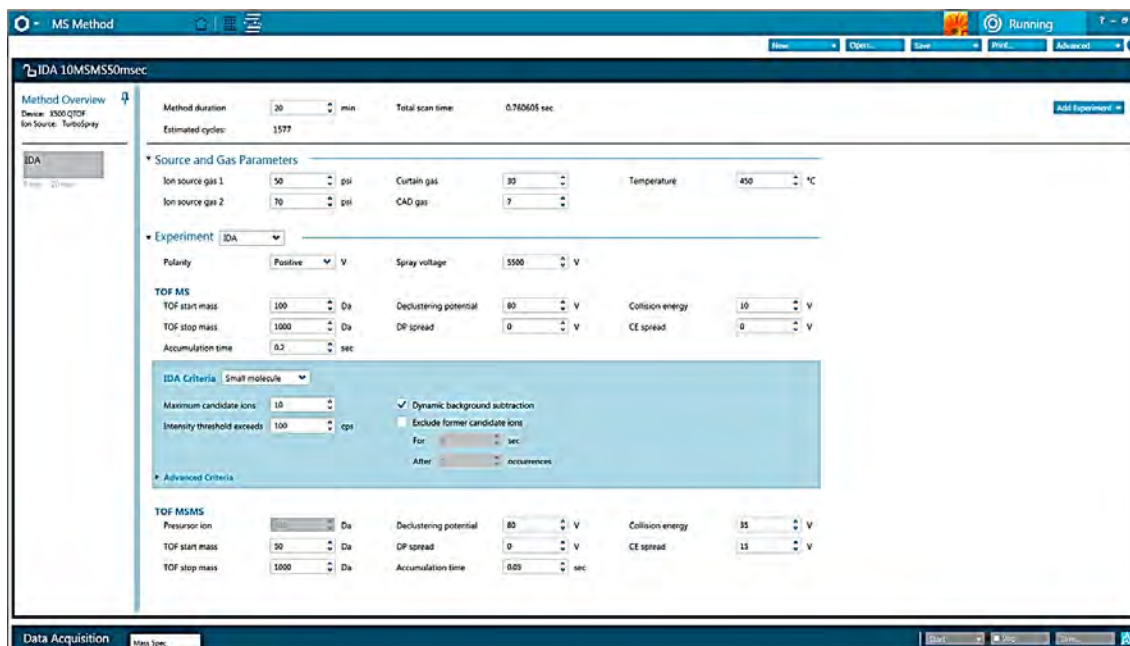 MS Method
Running
? –
New Open... Save Print... Advanced
IDA 10MSMS50msec
Method Overview
Device: X500 QTOF
Ion Source: TurboSpray
IDA
Method duration 20 min Total scan time: 0.760605 sec
Add Experiment
Estimated cycles: 1577
Source and Gas Parameters
Ion source gas 1 50 psi Curtain gas 30 Temperature 450 °C
Ion source gas 2 70 psi CAD gas 7
Experiment IDA
Polarity Positive V Spray voltage 5500 V
TOF MS
TOF start mass 100 Da Declustering potential 80 V Collision energy 10 V
TOF stop mass 1000 Da DP spread 0 V CE spread 0 V
Accumulation time 0.2 sec
IDA Criteria Small molecule
Maximum candidate ions 10 Dynamic background subtraction
Intensity threshold exceeds 100 cps Exclude former candidate ions
For sec
After occurrences
Advanced Criteria
TOF MSMS
Precursor ion Da Declustering potential 80 V Collision energy 35 V
TOF start mass 50 Da DP spread 0 V CE spread 15 V
TOF stop mass 1000 Da Accumulation time 0.05 sec
Data Acquisition Mass Spec Start Stop Save...